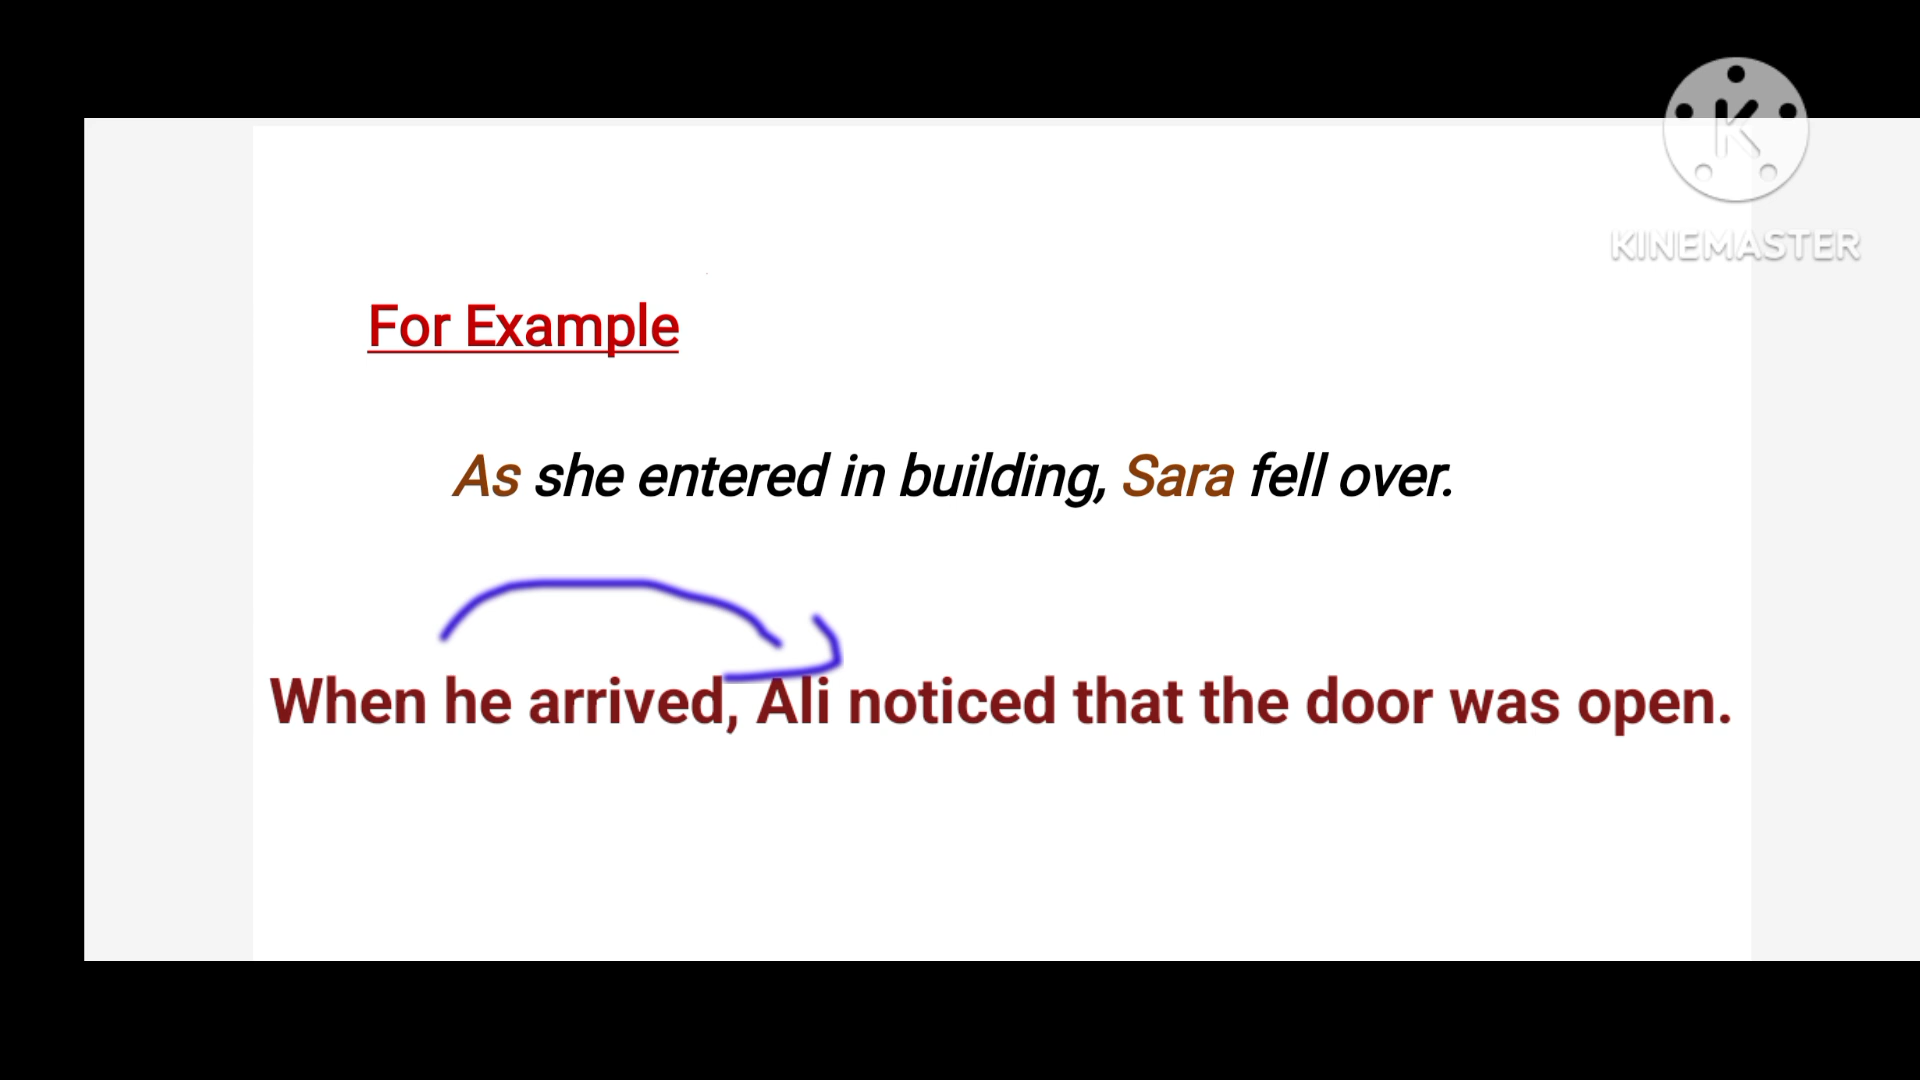 K
KINEMASTER
For Example
As she entered in building, Sara fell over.
When he arrived, Ali noticed that the door was open.